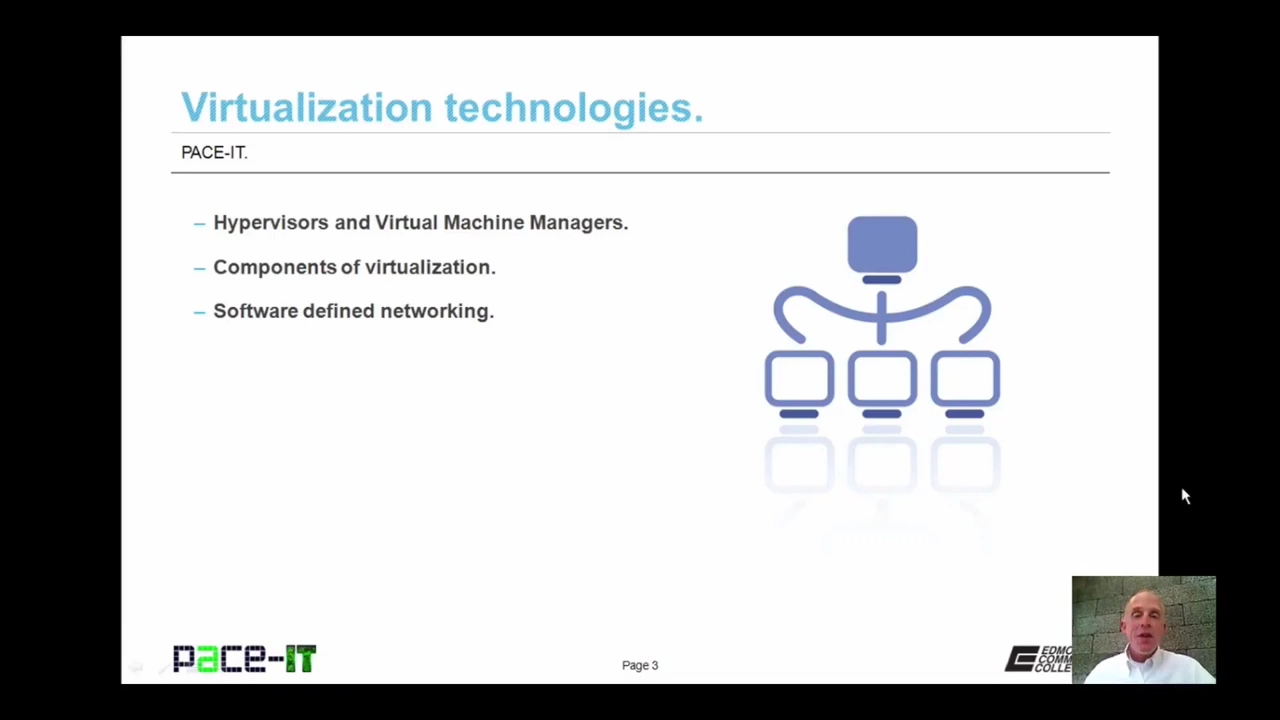 Virtualization technologies.
PACE-IT.
– Hypervisors and Virtual Machine Managers.
– Components of virtualization.
– Software defined networking.
pace-IT
Page 3